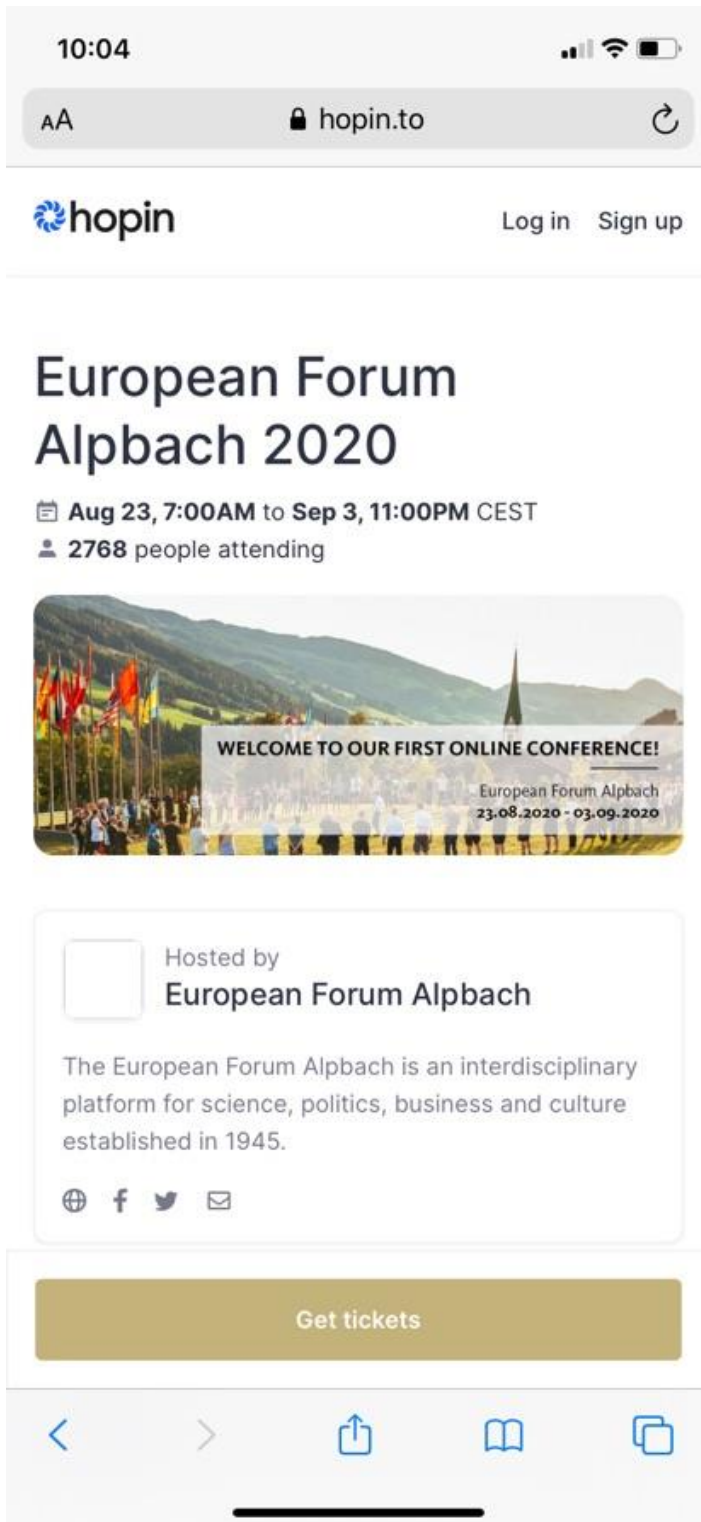 10:04
AA hopin.to
hopin
Log in Sign up
European Forum
Alpbach 2020
Aug 23, 7:00AM to Sep 3, 11:00PM CEST
2768 people attending
WELCOME TO OUR FIRST ONLINE CONFERENCE!
European Forum Alpbach
23.08.2020 - 03.09.2020
Hosted by
European Forum Alpbach
The European Forum Alpbach is an interdisciplinary
platform for science, politics, business and culture
established in 1945.
Get tickets